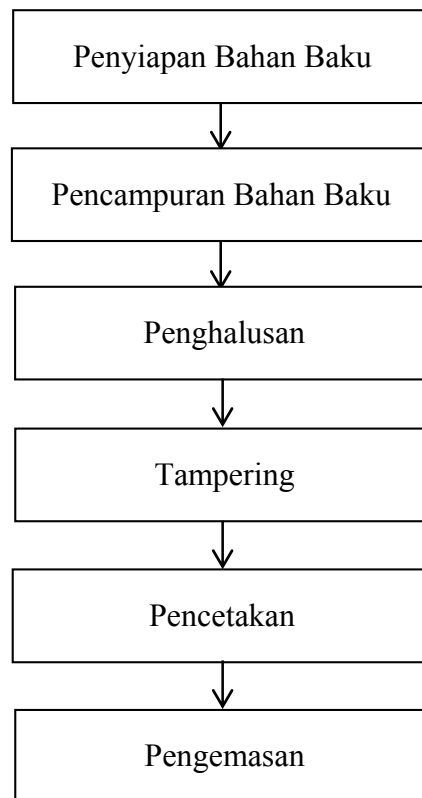 Penyiapan Bahan Baku
Pencampuran Bahan Baku
Penghalusan
Tampering
Pencetakan
Pengemasan